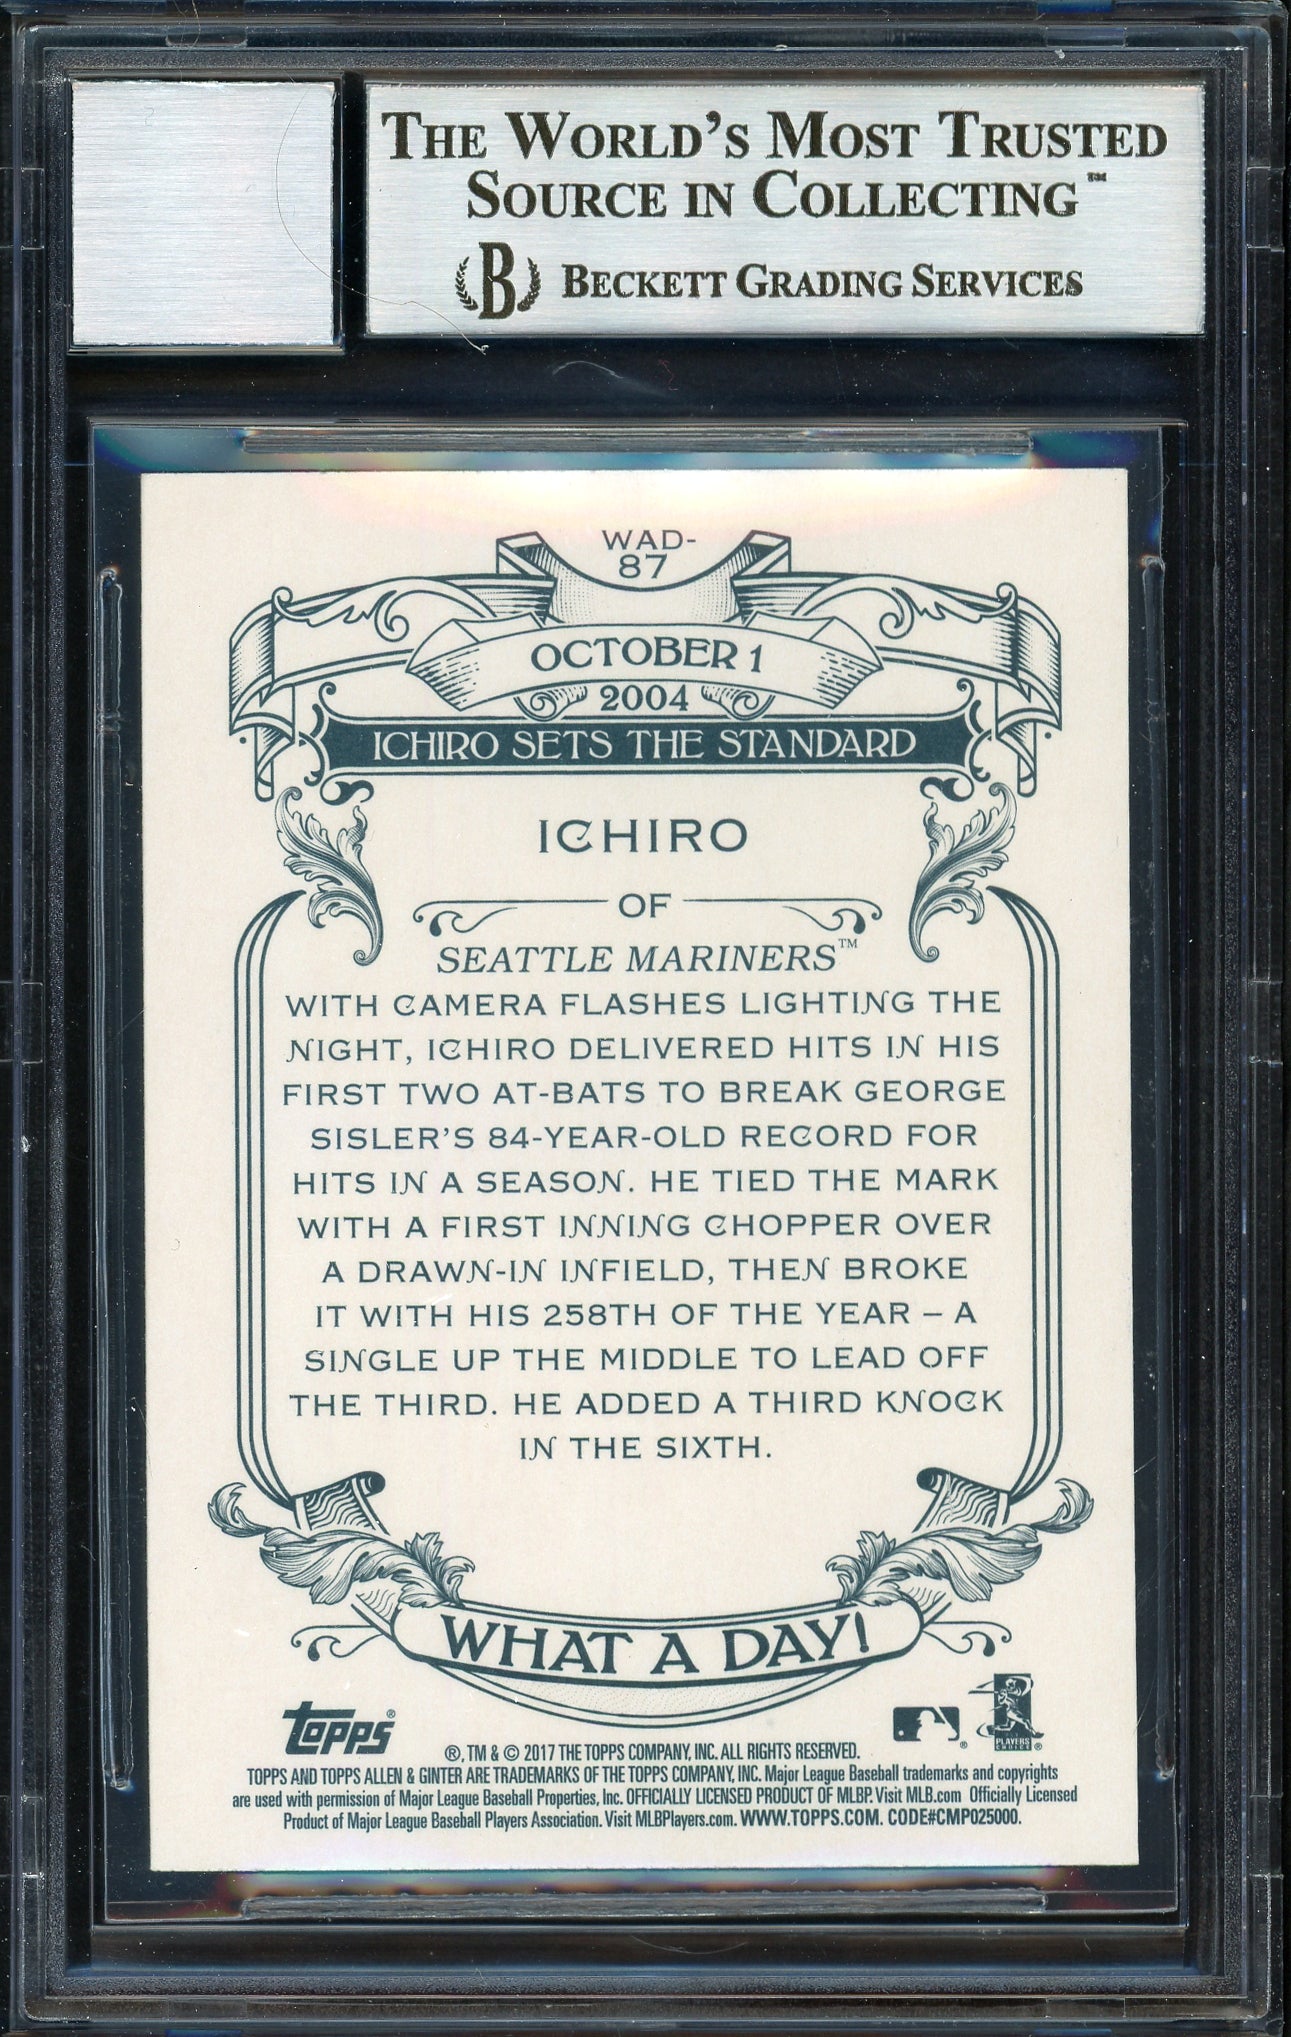 THE WORLD'S MOST TRUSTED
SOURCE IN COLLECTING™
B BECKETT GRADING SERVICES
WAD-
87
OCTOBER 1
2004
ICHIRO SETS THE STANDARD
ICHIRO
OF
SEATTLE MARINERS™
WITH CAMERA FLASHES LIGHTING THE
NIGHT, ICHIRO DELIVERED HITS IN HIS
FIRST TWO AT-BATS TO BREAK GEORGE
SISLER'S 84-YEAR-OLD RECORD FOR
HITS IN A SEASON. HE TIED THE MARK
WITH A FIRST INNING CHOPPER OVER
A DRAWN-IN INFIELD, THEN BROKE
IT WITH HIS 258TH OF THE YEAR – A
SINGLE UP THE MIDDLE TO LEAD OFF
THE THIRD. HE ADDED A THIRD KNOCK
IN THE SIXTH.
WHAT A DAY!
topps®
PLAYERS
CHOICE®
®, TM & © 2017 THE TOPPS COMPANY, INC. ALL RIGHTS RESERVED.
TOPPS AND TOPPS ALLEN & GINTER ARE TRADEMARKS OF THE TOPPS COMPANY, INC. Major League Baseball trademarks and copyrights
are used with permission of Major League Baseball Properties, Inc. OFFICIALLY LICENSED PRODUCT OF MLBP. Visit MLB.com Officially Licensed
Product of Major League Baseball Players Association. Visit MLBPlayers.com. WWW.TOPPS.COM. CODE#CMP025000.